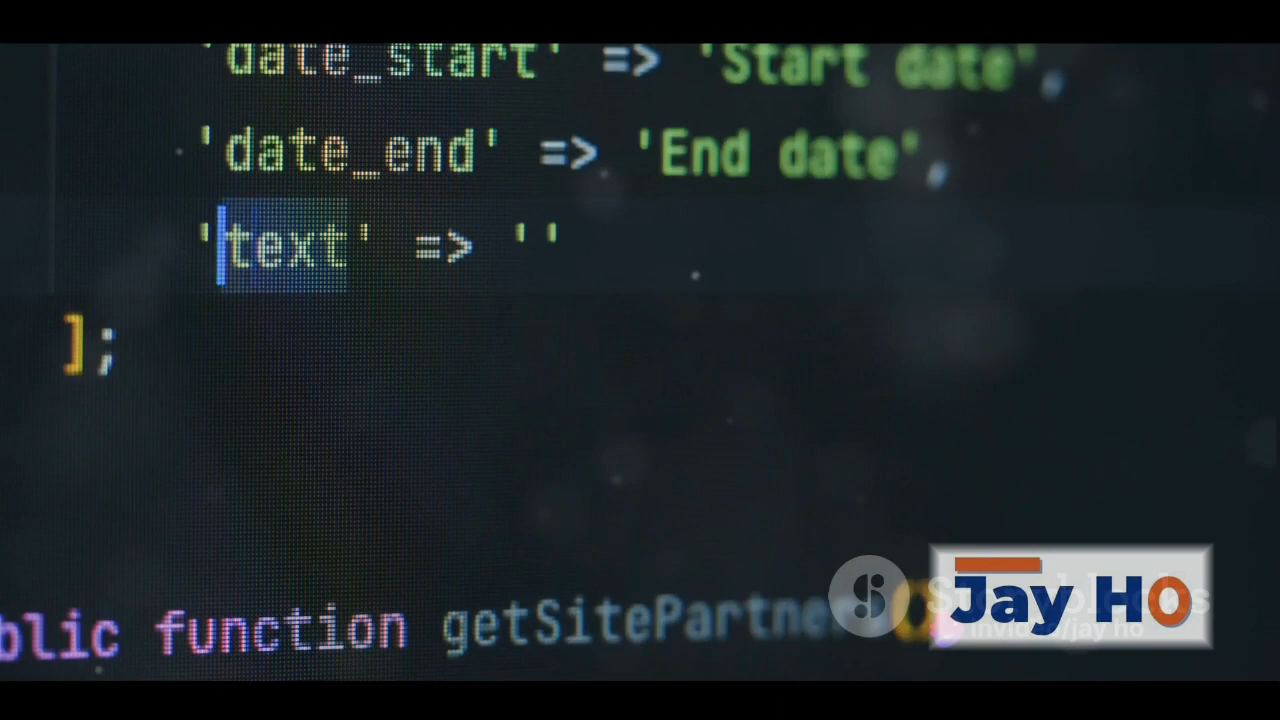 'date_start' => 'Start date',
'date_end' => 'End date',
'text' => ''
];
blic function getSitePartner
Jay HO